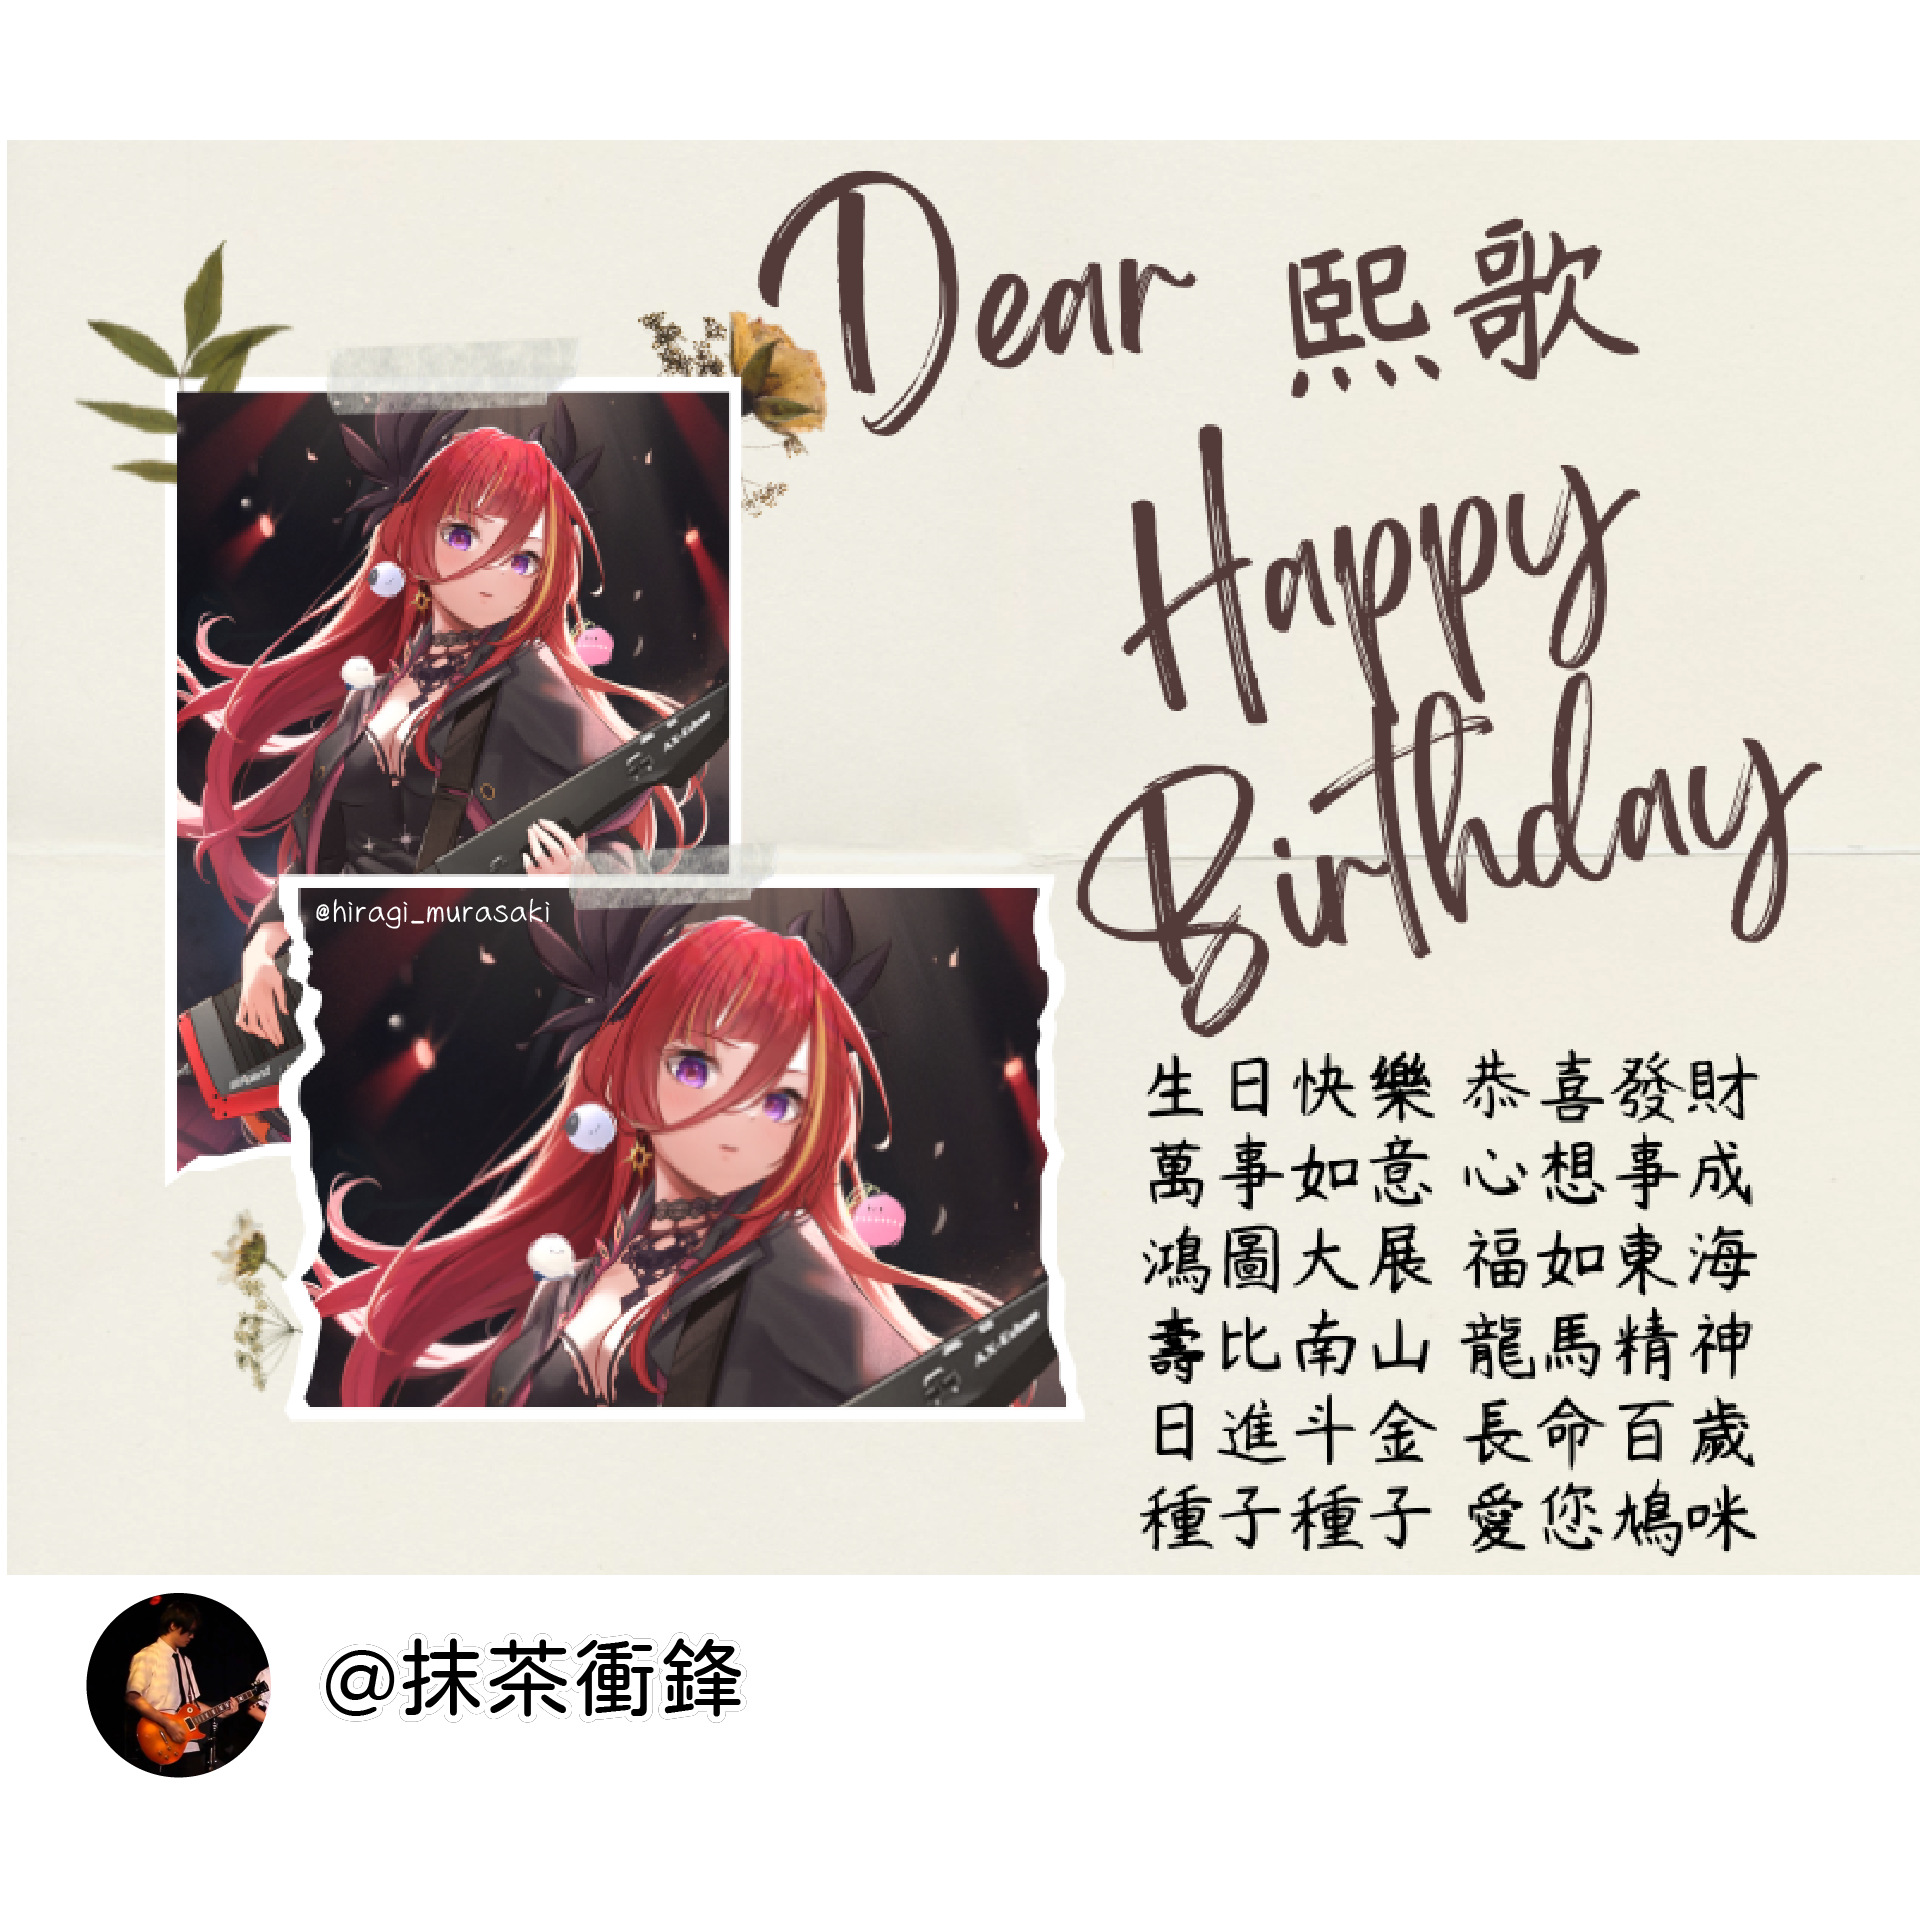 Dear 熙歌
Happy
Birthday
@hiragi_murasaki
生日快樂 恭喜發財
萬事如意 心想事成
鴻圖大展 福如東海
壽比南山 龍馬精神
日進斗金 長命百歲
種子種子 愛您鳩咪
@抹茶衝鋒